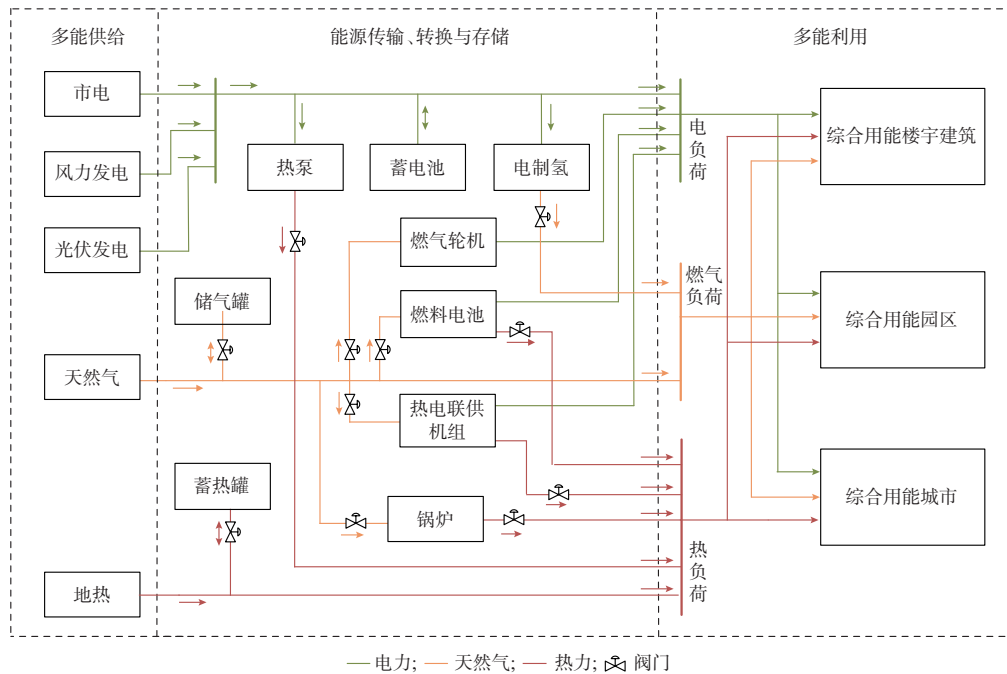 多能供给
能源传输、转换与存储
多能利用
市电
风力发电
光伏发电
热泵
蓄电池
电制氢
电负荷
综合用能楼宇建筑
燃气轮机
储气罐
燃料电池
燃气
负荷
综合用能园区
天然气
热电联供
机组
蓄热罐
锅炉
综合用能城市
地热
热负荷
电力; 天然气; 热力; 阀门